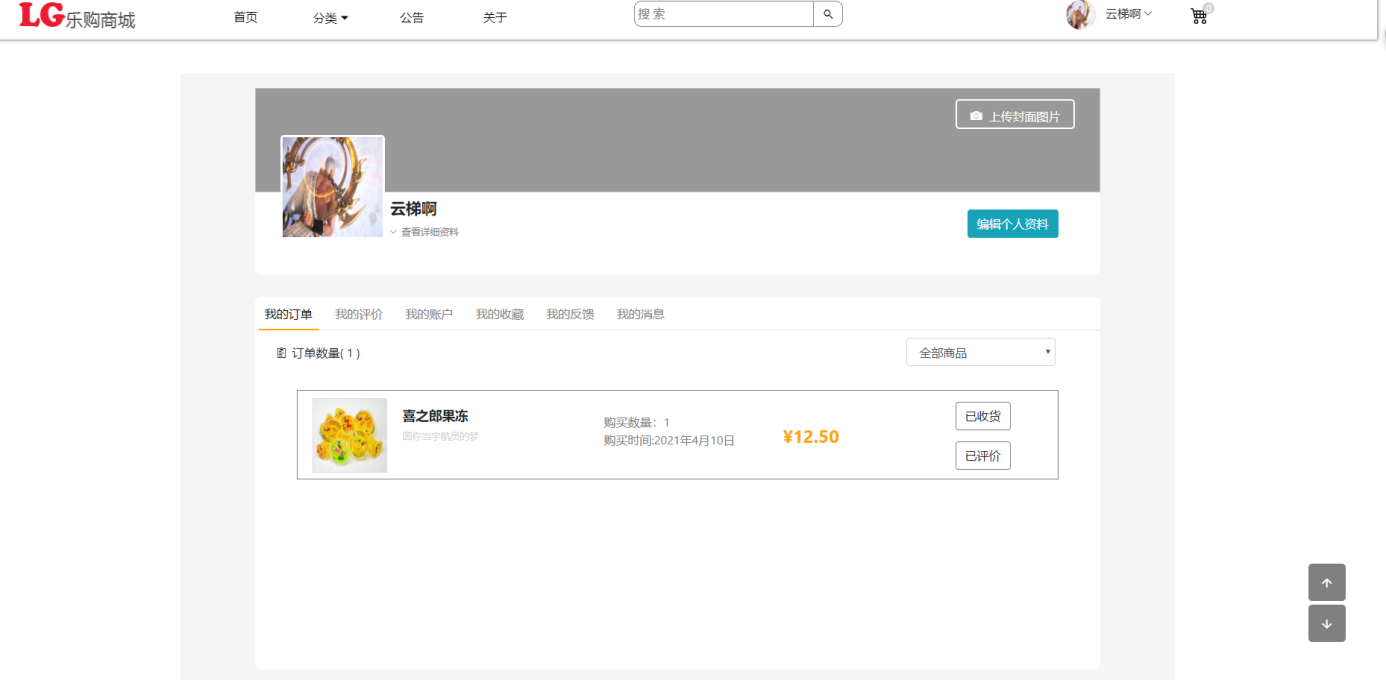 LG乐购商城
首页
分类
公告
关于
搜 索
云梯啊
0
上传封面图片
云梯啊
查看详细资料
编辑个人资料
我的订单
我的评价
我的账户
我的收藏
我的反馈
我的消息
订单数量( 1 )
全部商品
喜之郎果冻
圆你当宇航员的梦
购买数量：1
购买时间:2021年4月10日
¥12.50
已收货
已评价